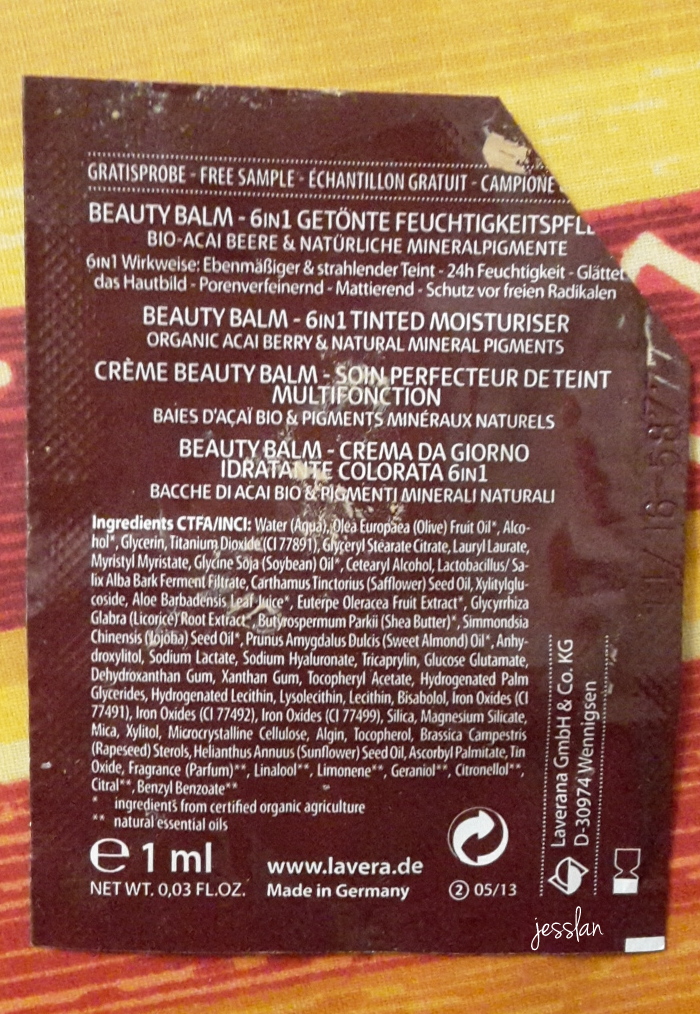 GRATISPROBE - FREE SAMPLE - ÉCHANTILLON GRATUIT - CAMPIONE
BEAUTY BALM - 6IN1 GETÖNTE FEUCHTIGKEITSPFL
BIO-ACAI BEERE & NATÜRLICHE MINERALPIGMENTE
6IN1 Wirkweise: Ebenmäßiger & strahlender Teint - 24h Feuchtigkeit - Glättet
das Hautbild - Porenverfeinernd - Mattierend - Schutz vor freien Radikalen
BEAUTY BALM - 6IN1 TINTED MOISTURISER
ORGANIC ACAI BERRY & NATURAL MINERAL PIGMENTS
CRÈME BEAUTY BALM - SOIN PERFECTEUR DE TEINT
MULTIFONCTION
BAIES D'AÇAÏ BIO & PIGMENTS MINÉRAUX NATURELS
BEAUTY BALM - CREMA DA GIORNO
IDRATANTE COLORATA 6IN1
BACCHE DI ACAI BIO & PIGMENTI MINERALI NATURALI
Ingredients CTFA/INCI: Water (Aqua), Olea Europaea (Olive) Fruit Oil*, Alco-
hol*, Glycerin, Titanium Dioxide (CI 77891), Glyceryl Stearate Citrate, Lauryl Laurate,
Myristyl Myristate, Glycine Soja (Soybean) Oil*, Cetearyl Alcohol, Lactobacillus/ Sa-
lix Alba Bark Ferment Filtrate, Carthamus Tinctorius (Safflower) Seed Oil, Xylitylglu-
coside, Aloe Barbadensis Leaf Juice*, Euterpe Oleracea Fruit Extract*, Glycyrrhiza
Glabra (Licorice) Root Extract*, Butyrospermum Parkii (Shea Butter)*, Simmondsia
Chinensis (Jojoba) Seed Oil*, Prunus Amygdalus Dulcis (Sweet Almond) Oil*, Anhy-
droxylitol, Sodium Lactate, Sodium Hyaluronate, Tricaprylin, Glucose Glutamate,
Dehydroxanthan Gum, Xanthan Gum, Tocopheryl Acetate, Hydrogenated Palm
Glycerides, Hydrogenated Lecithin, Lysolecithin, Lecithin, Bisabolol, Iron Oxides (CI
77491), Iron Oxides (CI 77492), Iron Oxides (CI 77499), Silica, Magnesium Silicate,
Mica, Xylitol, Microcrystalline Cellulose, Algin, Tocopherol, Brassica Campestris
(Rapeseed) Sterols, Helianthus Annuus (Sunflower) Seed Oil, Ascorbyl Palmitate, Tin
Oxide, Fragrance (Parfum)**, Linalool**, Limonene**, Geraniol**, Citronellol**,
Citral**, Benzyl Benzoate**
* ingredients from certified organic agriculture
** natural essential oils
e 1 ml
NET WT. 0,03 FL.OZ.
www.lavera.de
Made in Germany
2 05/13
Laverana GmbH & Co. KG
D-30974 Wennigsen
jesslan